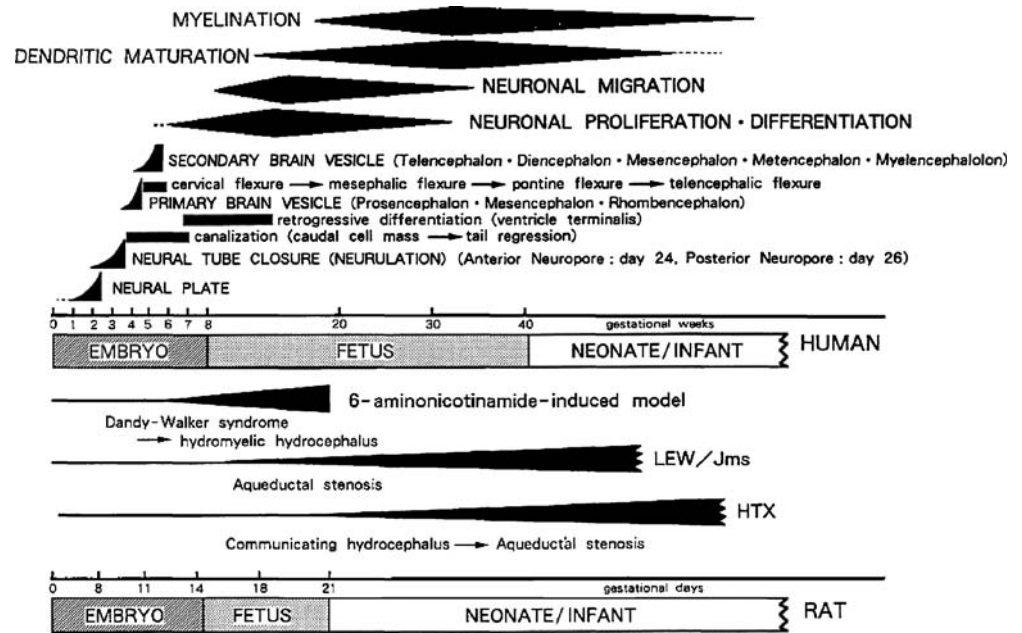 MYELINATION
DENDRITIC MATURATION
NEURONAL MIGRATION
NEURONAL PROLIFERATION・DIFFERENTIATION
SECONDARY BRAIN VESICLE (Telencephalon・Diencephalon・Mesencephalon・Metencephalon・Myelencephalolon)
cervical flexure → mesephalic flexure → pontine flexure → telencephalic flexure
PRIMARY BRAIN VESICLE (Prosencephalon・Mesencephalon・Rhombencephalon)
retrogressive differentiation (ventricle terminalis)
canalization (caudal cell mass → tail regression)
NEURAL TUBE CLOSURE (NEURULATION) (Anterior Neuropore : day 24, Posterior Neuropore : day 26)
NEURAL PLATE
0 1 2 3 4 5 6 7 8 20 30 40 gestational weeks
EMBRYO FETUS NEONATE/INFANT HUMAN
6-aminonicotinamide-induced model
Dandy-Walker syndrome
→ hydromyelic hydrocephalus
LEW/Jms
Aqueductal stenosis
HTX
Communicating hydrocephalus → Aqueductal stenosis
0 8 11 14 18 21 gestational days
EMBRYO FETUS NEONATE/INFANT RAT